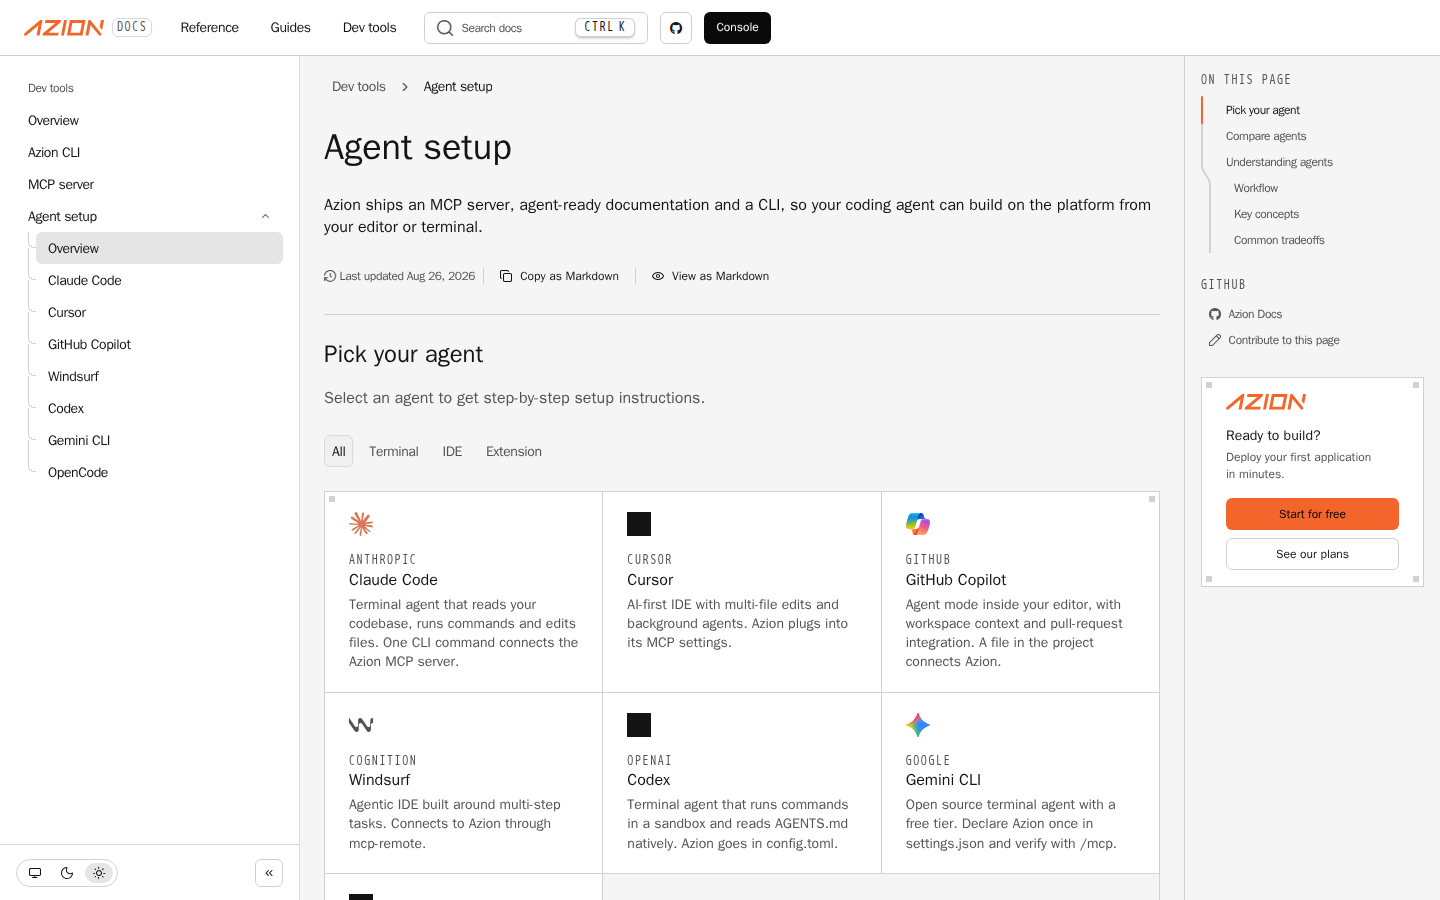 AZION DOCS
Reference
Guides
Dev tools
Search docs
CTRL K
Console
Dev tools
Overview
Azion CLI
MCP server
Agent setup
Overview
Claude Code
Cursor
GitHub Copilot
Windsurf
Codex
Gemini CLI
OpenCode
Dev tools
Agent setup
Agent setup
Azion ships an MCP server, agent-ready documentation and a CLI, so your coding agent can build on the platform from
your editor or terminal.
Last updated Aug 26, 2026
Copy as Markdown
View as Markdown
Pick your agent
Select an agent to get step-by-step setup instructions.
All
Terminal
IDE
Extension
ANTHROPIC
Claude Code
Terminal agent that reads your
codebase, runs commands and edits
files. One CLI command connects the
Azion MCP server.
CURSOR
Cursor
AI-first IDE with multi-file edits and
background agents. Azion plugs into
its MCP settings.
GITHUB
GitHub Copilot
Agent mode inside your editor, with
workspace context and pull-request
integration. A file in the project
connects Azion.
COGNITION
Windsurf
Agentic IDE built around multi-step
tasks. Connects to Azion through
mcp-remote.
OPENAI
Codex
Terminal agent that runs commands
in a sandbox and reads AGENTS.md
natively. Azion goes in config.toml.
GOOGLE
Gemini CLI
Open source terminal agent with a
free tier. Declare Azion once in
settings.json and verify with /mcp.
ON THIS PAGE
Pick your agent
Compare agents
Understanding agents
Workflow
Key concepts
Common tradeoffs
GITHUB
Azion Docs
Contribute to this page
AZION
Ready to build?
Deploy your first application
in minutes.
Start for free
See our plans